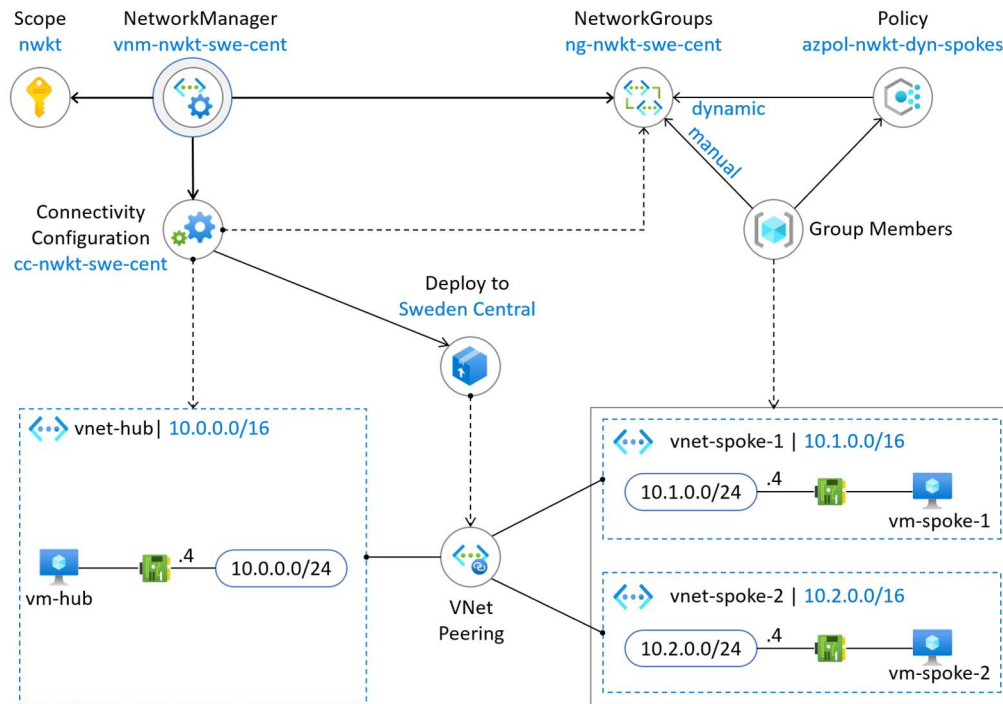 Scope
nwkt
NetworkManager
vnm-nwkt-swe-cent
NetworkGroups
ng-nwkt-swe-cent
Policy
azpol-nwkt-dyn-spokes
dynamic
manual
Connectivity
Configuration
cc-nwkt-swe-cent
Group Members
Deploy to
Sweden Central
vnet-hub| 10.0.0.0/16
vm-hub
.4
10.0.0.0/24
VNet
Peering
vnet-spoke-1 | 10.1.0.0/16
10.1.0.0/24
.4
vm-spoke-1
vnet-spoke-2 | 10.2.0.0/16
10.2.0.0/24
.4
vm-spoke-2